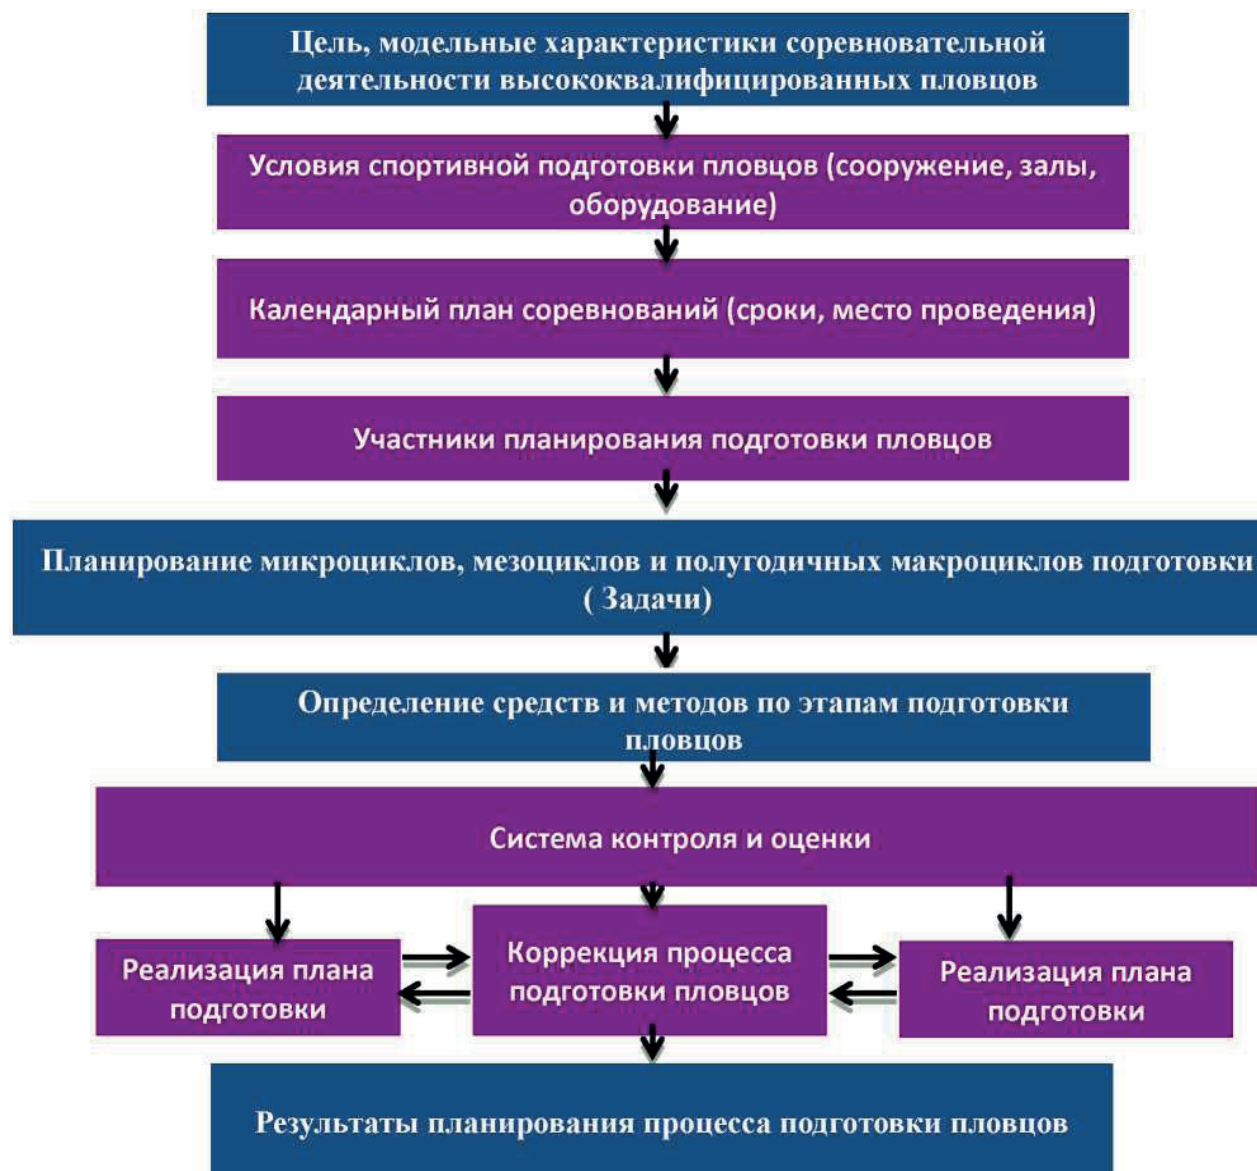 Цель, модельные характеристики соревновательной
деятельности высококвалифицированных пловцов
Условия спортивной подготовки пловцов (сооружение, залы,
оборудование)
Календарный план соревнований (сроки, место проведения)
Участники планирования подготовки пловцов
Планирование микроциклов, мезоциклов и полугодичных макроциклов подготовки
( Задачи)
Определение средств и методов по этапам подготовки
пловцов
Система контроля и оценки
Реализация плана
подготовки
Коррекция процесса
подготовки пловцов
Реализация плана
подготовки
Результаты планирования процесса подготовки пловцов